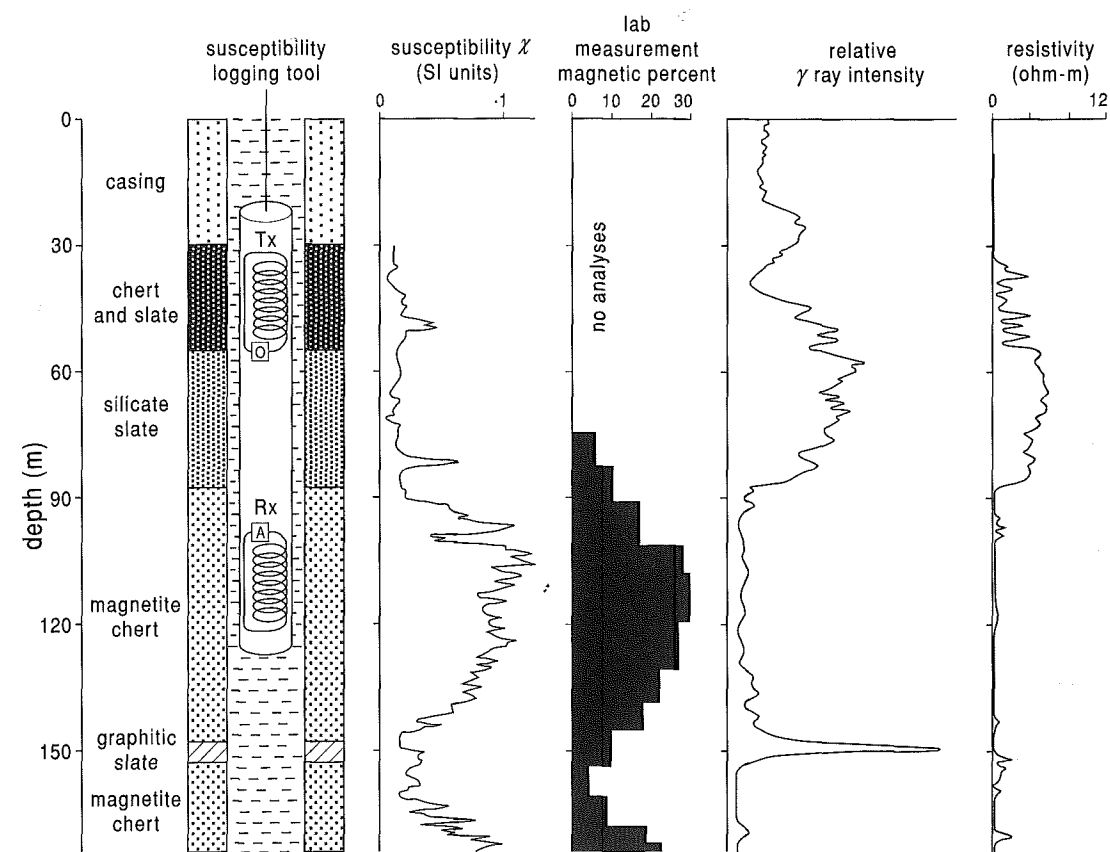 lab
susceptibility
logging tool
susceptibility χ
(SI units)
measurement
magnetic percent
relative
γ ray intensity
resistivity
(ohm-m)
0 .1
0 10 20 30
0 12
depth (m)
0
30
60
90
120
150
casing
chert
and slate
silicate
slate
magnetite
chert
graphitic
slate
magnetite
chert
Tx
O
Rx
A
no analyses